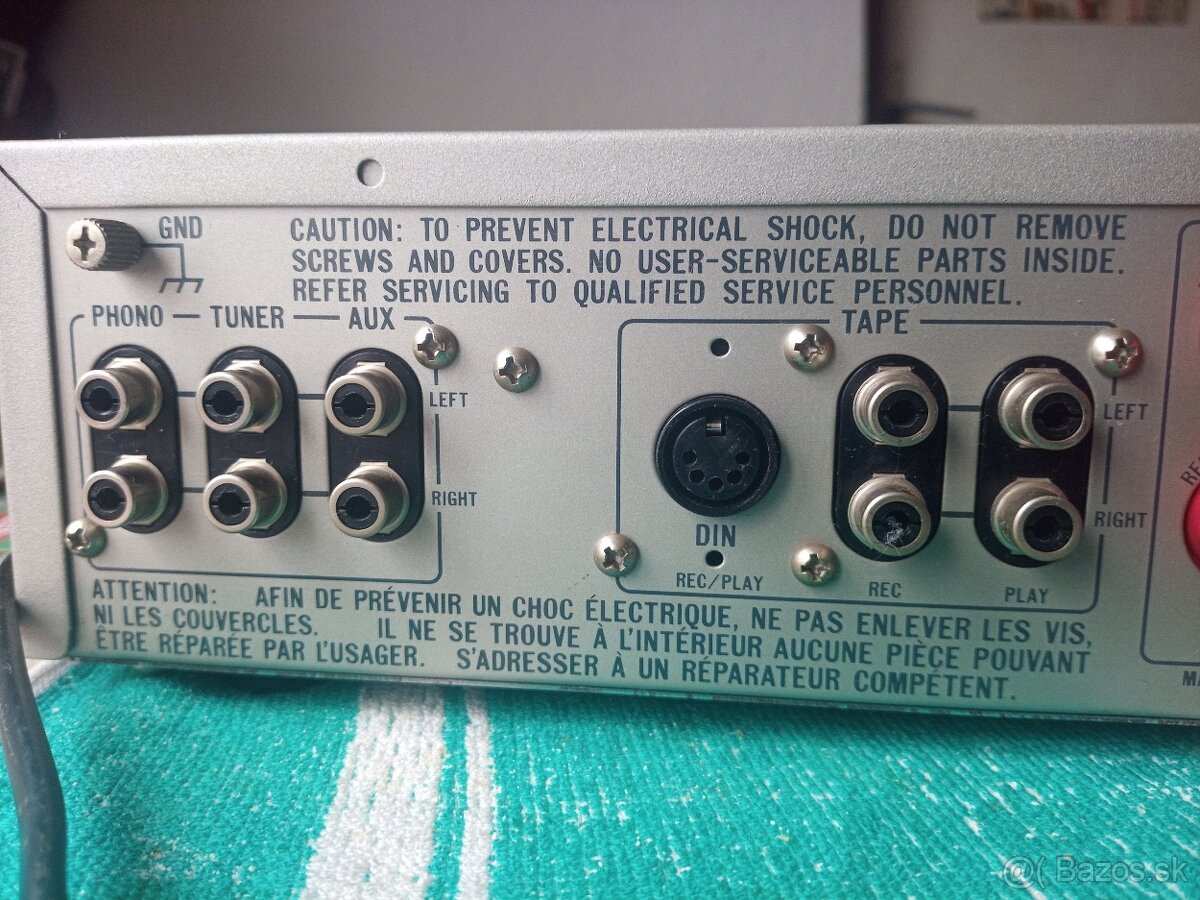 GND
CAUTION: TO PREVENT ELECTRICAL SHOCK, DO NOT REMOVE
SCREWS AND COVERS. NO USER-SERVICEABLE PARTS INSIDE.
REFER SERVICING TO QUALIFIED SERVICE PERSONNEL.
PHONO TUNER AUX
TAPE
LEFT
LEFT
RIGHT
RIGHT
DIN
REC/PLAY
REC
PLAY
ATTENTION: AFIN DE PRÉVENIR UN CHOC ÉLECTRIQUE, NE PAS ENLEVER LES VIS,
NI LES COUVERCLES. IL NE SE TROUVE À L'INTÉRIEUR AUCUNE PIÈCE POUVANT
ÊTRE RÉPARÉE PAR L'USAGER. S'ADRESSER À UN RÉPARATEUR COMPÉTENT.
Bazos.sk